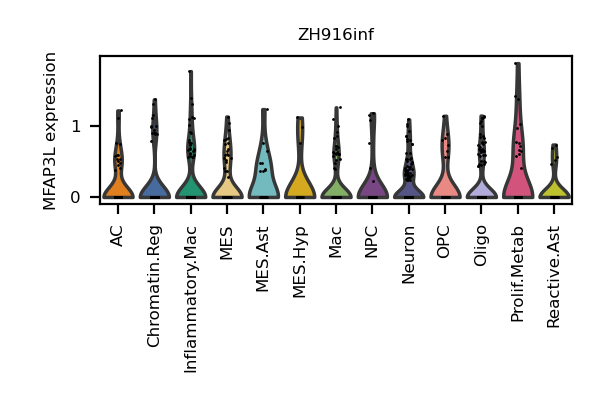 ZH916inf
MFAP3L expression
1
0
AC
Chromatin.Reg
Inflammatory.Mac
MES
MES.Ast
MES.Hyp
Mac
NPC
Neuron
OPC
Oligo
Prolif.Metab
Reactive.Ast